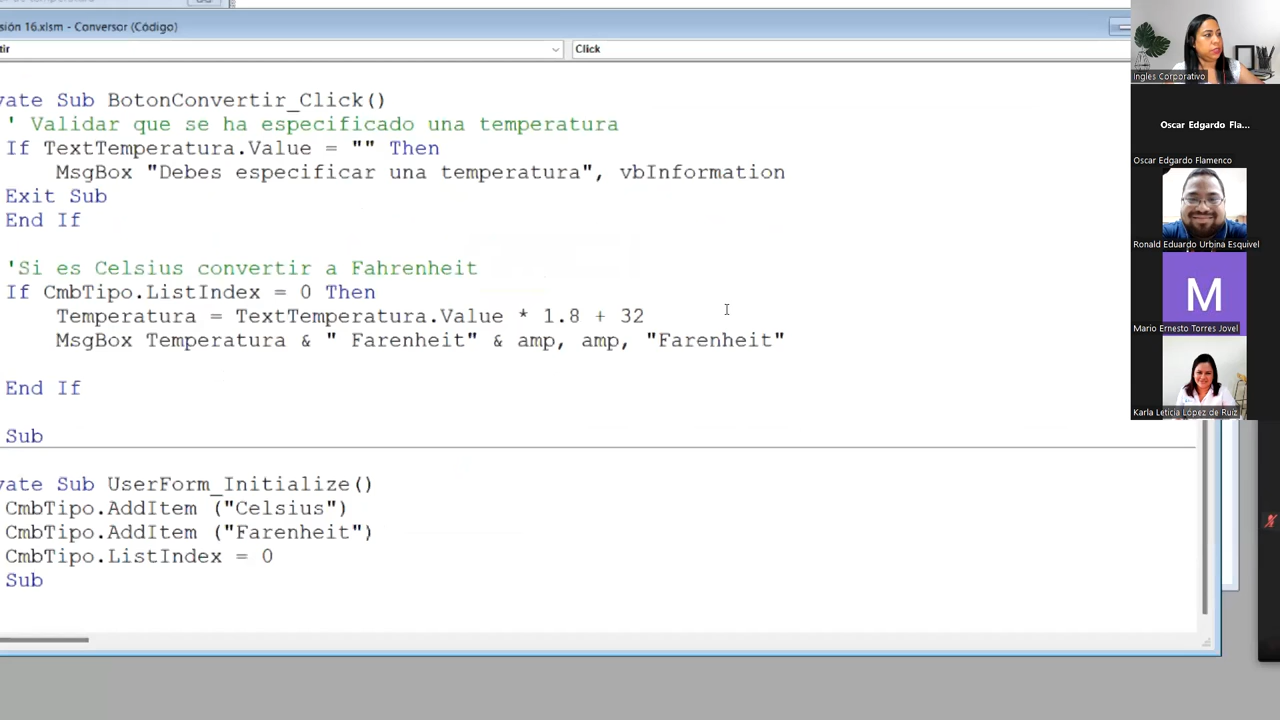 sión 16.xlsm - Conversor (Código)
tir
Click
vate Sub BotonConvertir_Click()
' Validar que se ha especificado una temperatura
If TextTemperatura.Value = "" Then
MsgBox "Debes especificar una temperatura", vbInformation
Exit Sub
End If
'Si es Celsius convertir a Fahrenheit
If CmbTipo.ListIndex = 0 Then
Temperatura = TextTemperatura.Value * 1.8 + 32
MsgBox Temperatura & " Farenheit" & amp, amp, "Farenheit"
End If
Sub
vate Sub UserForm_Initialize()
CmbTipo.AddItem ("Celsius")
CmbTipo.AddItem ("Farenheit")
CmbTipo.ListIndex = 0
Sub
Ingles Corporativo
Oscar Edgardo Fla...
Oscar Edgardo Flamenco
Ronald Eduardo Urbina Esquivel
M
Mario Ernesto Torres Jovel
Karla Leticia López de Ruiz